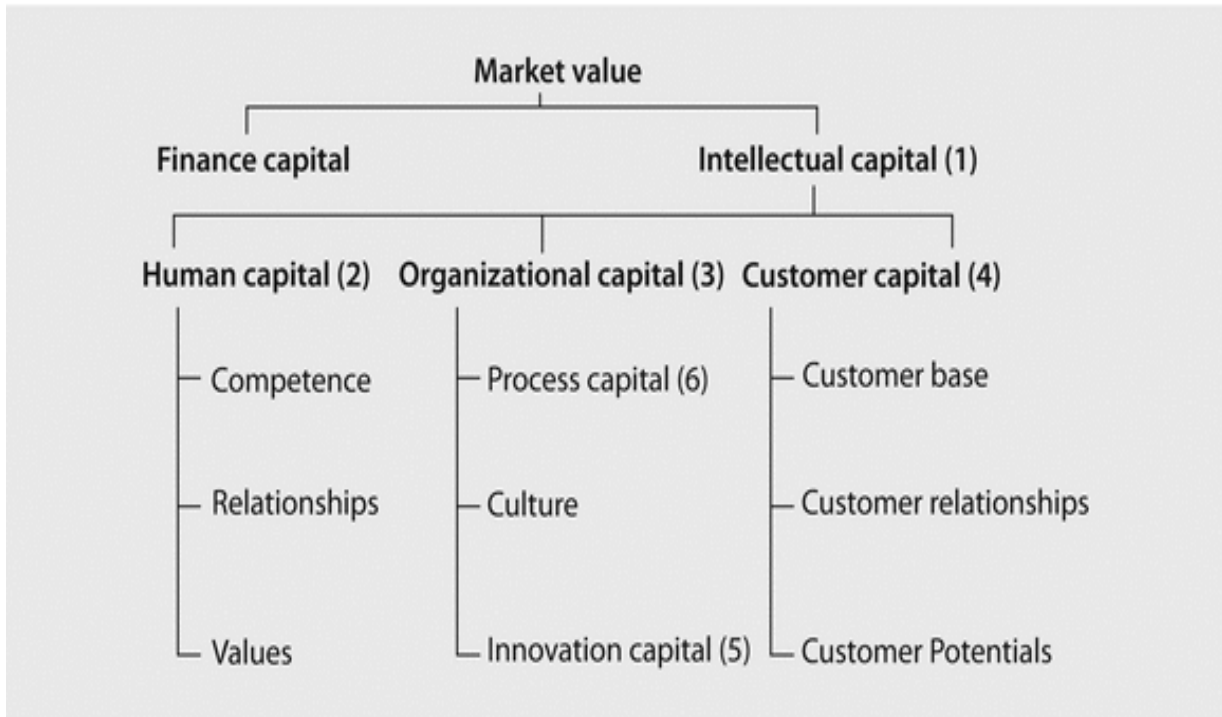 Market value
Finance capital
Intellectual capital (1)
Human capital (2)
Organizational capital (3)
Customer capital (4)
Competence
Process capital (6)
Customer base
Relationships
Culture
Customer relationships
Values
Innovation capital (5)
Customer Potentials